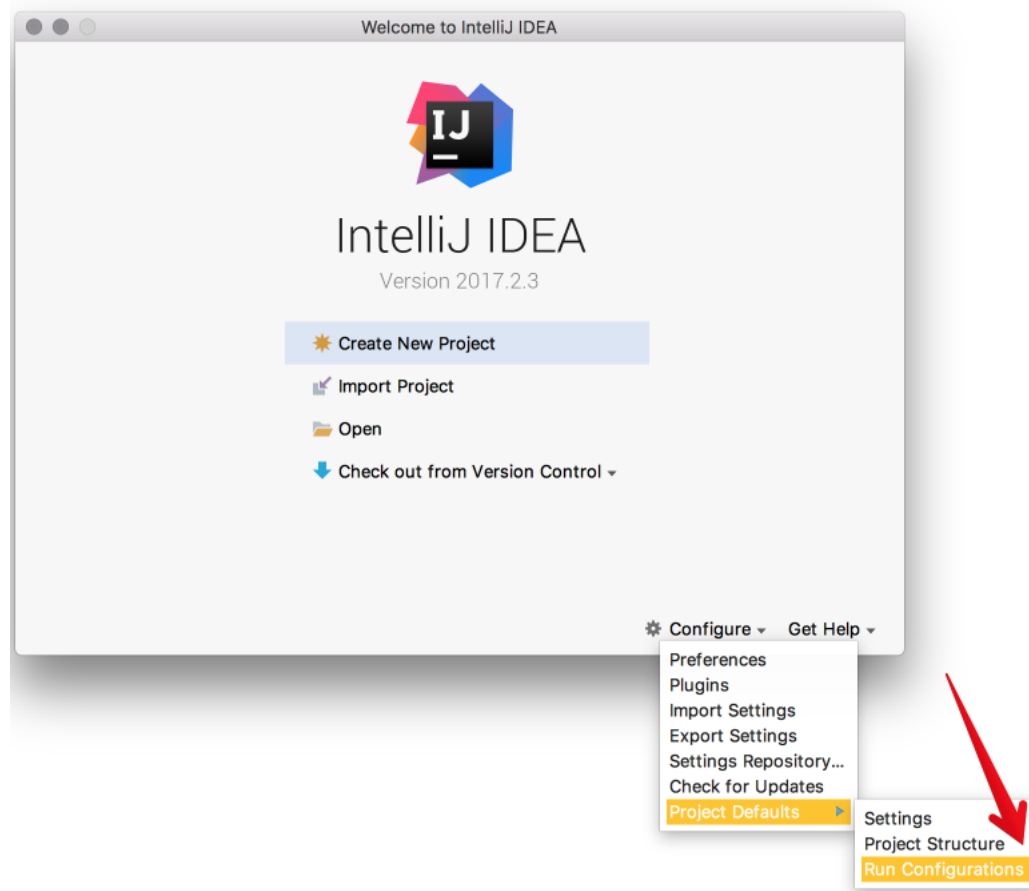 Welcome to IntelliJ IDEA
IJ
IntelliJ IDEA
Version 2017.2.3
Create New Project
Import Project
Open
Check out from Version Control
Configure Get Help
Preferences
Plugins
Import Settings
Export Settings
Settings Repository...
Check for Updates
Project Defaults
Settings
Project Structure
Run Configurations